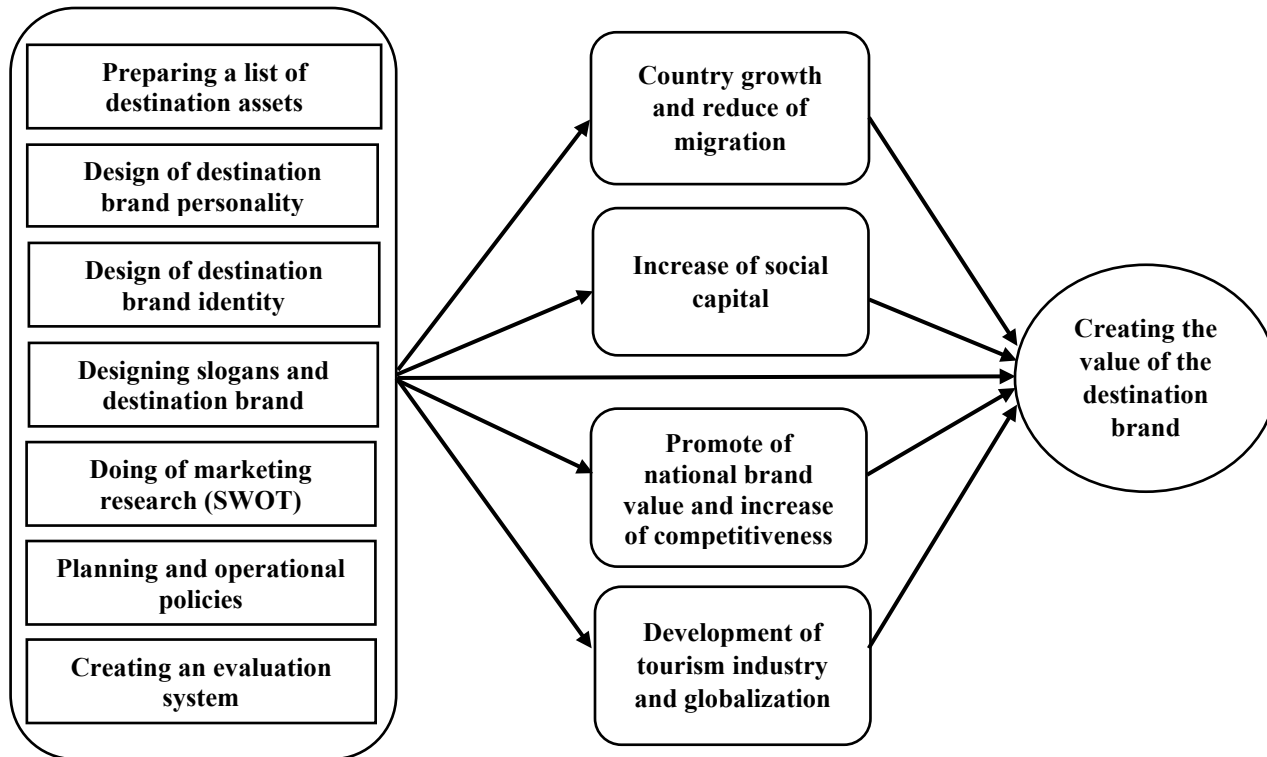 Preparing a list of
destination assets
Design of destination
brand personality
Design of destination
brand identity
Designing slogans and
destination brand
Doing of marketing
research (SWOT)
Planning and operational
policies
Creating an evaluation
system
Country growth
and reduce of
migration
Increase of social
capital
Promote of
national brand
value and increase
of competitiveness
Development of
tourism industry
and globalization
Creating the
value of the
destination
brand